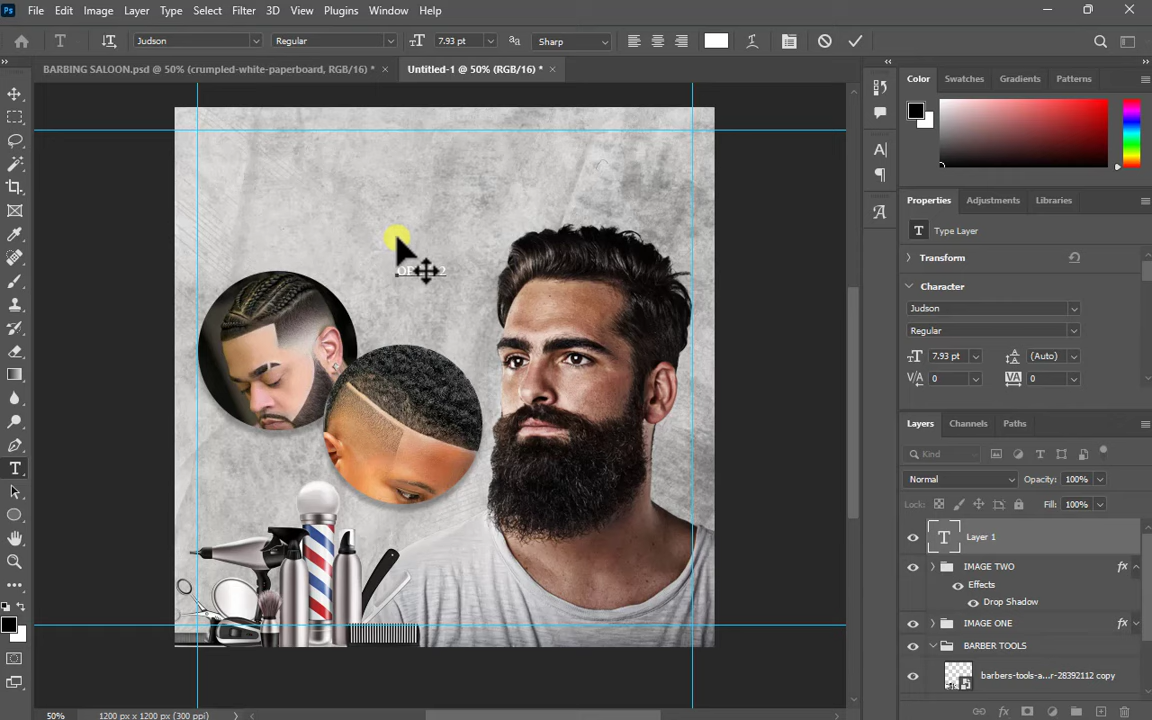 Ps File Edit Image Layer Type Select Filter 3D View Plugins Window Help
Judson Regular 7.93 pt aa Sharp
BARBING SALOON.psd @ 50% (crumpled-white-paperboard, RGB/16) * × Untitled-1 @ 50% (RGB/16) * ×
Color Swatches Gradients Patterns
Properties Adjustments Libraries
T Type Layer
Transform
Character
Judson
Regular
7.93 pt (Auto)
0 0
Layers Channels Paths
Kind
Normal Opacity: 100%
Lock: Fill: 100%
T Layer 1
IMAGE TWO fx
Effects
Drop Shadow
IMAGE ONE fx
BARBER TOOLS
barbers-tools-a...r-28392112 copy
50% 1200 px x 1200 px (300 ppi)